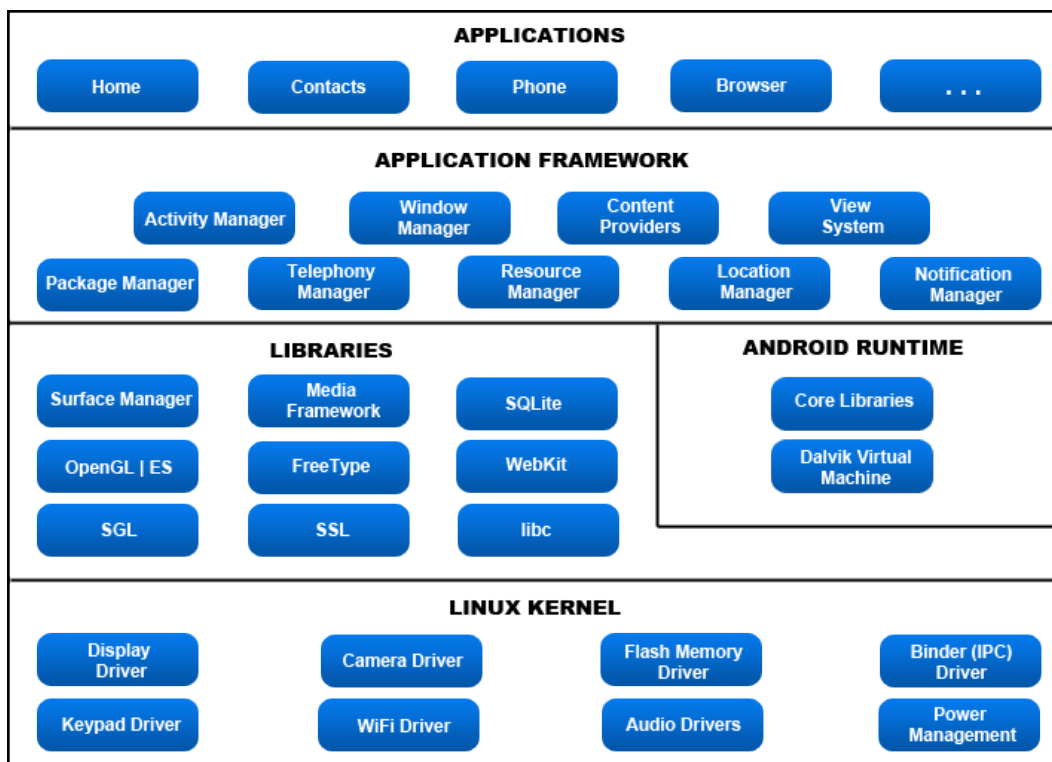 APPLICATIONS
Home
Contacts
Phone
Browser
. . .
APPLICATION FRAMEWORK
Activity Manager
Window
Manager
Content
Providers
View
System
Package Manager
Telephony
Manager
Resource
Manager
Location
Manager
Notification
Manager
LIBRARIES
Surface Manager
Media
Framework
SQLite
OpenGL | ES
FreeType
WebKit
SGL
SSL
libc
ANDROID RUNTIME
Core Libraries
Dalvik Virtual
Machine
LINUX KERNEL
Display
Driver
Camera Driver
Flash Memory
Driver
Binder (IPC)
Driver
Keypad Driver
WiFi Driver
Audio Drivers
Power
Management